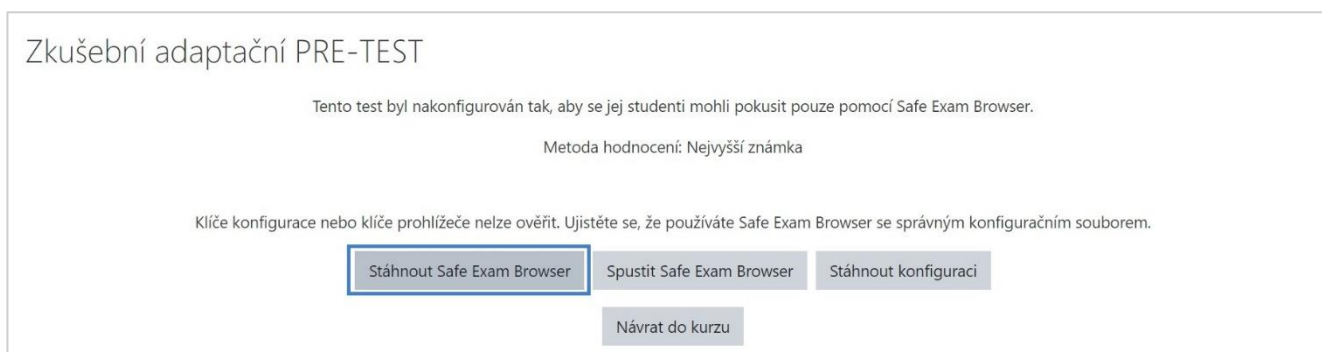 Zkušební adaptační PRE-TEST
Tento test byl nakonfigurován tak, aby se jej studenti mohli pokusit pouze pomocí Safe Exam Browser.
Metoda hodnocení: Nejvyšší známka
Klíče konfigurace nebo klíče prohlížeče nelze ověřit. Ujistěte se, že používáte Safe Exam Browser se správným konfiguračním souborem.
Stáhnout Safe Exam Browser Spustit Safe Exam Browser Stáhnout konfiguraci
Návrat do kurzu